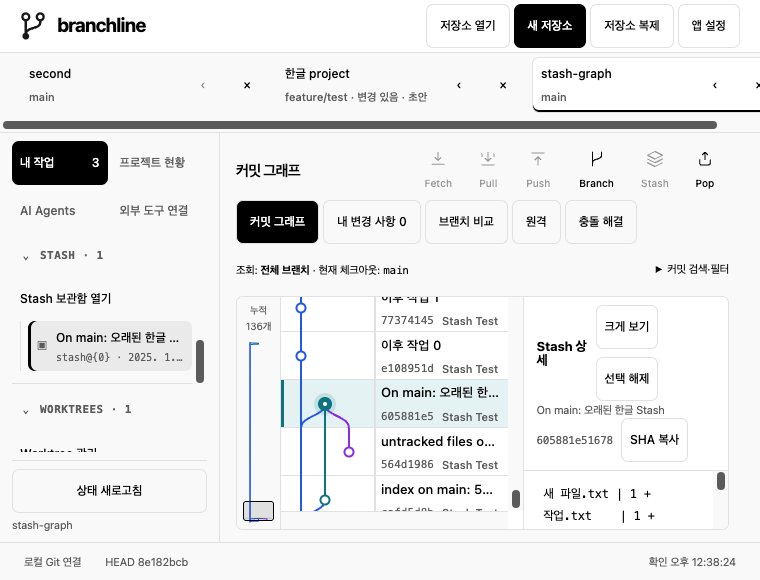 branchline
저장소 열기
새 저장소
저장소 복제
앱 설정
second
main
한글 project
feature/test · 변경 있음 · 초안
stash-graph
main
내 작업 3
프로젝트 현황
AI Agents
외부 도구 연결
STASH · 1
Stash 보관함 열기
On main: 오래된 한글 ...
stash@{0} · 2025. 1....
WORKTREES · 1
Worktree 관리
상태 새로고침
stash-graph
커밋 그래프
Fetch
Pull
Push
Branch
Stash
Pop
커밋 그래프
내 변경 사항 0
브랜치 비교
원격
충돌 해결
조회: 전체 브랜치 · 현재 체크아웃: main
▶ 커밋 검색·필터
누적
136개
이후 작업 1
77374145 Stash Test
이후 작업 0
e108951d Stash Test
On main: 오래된 한...
605881e5 Stash Test
untracked files o...
564d1986 Stash Test
index on main: 5...
Stash Test
Stash 상
세
크게 보기
선택 해제
On main: 오래된 한글 Stash
605881e51678
SHA 복사
새 파일.txt | 1 +
작업.txt | 1 +
로컬 Git 연결
HEAD 8e182bcb
확인 오후 12:38:24